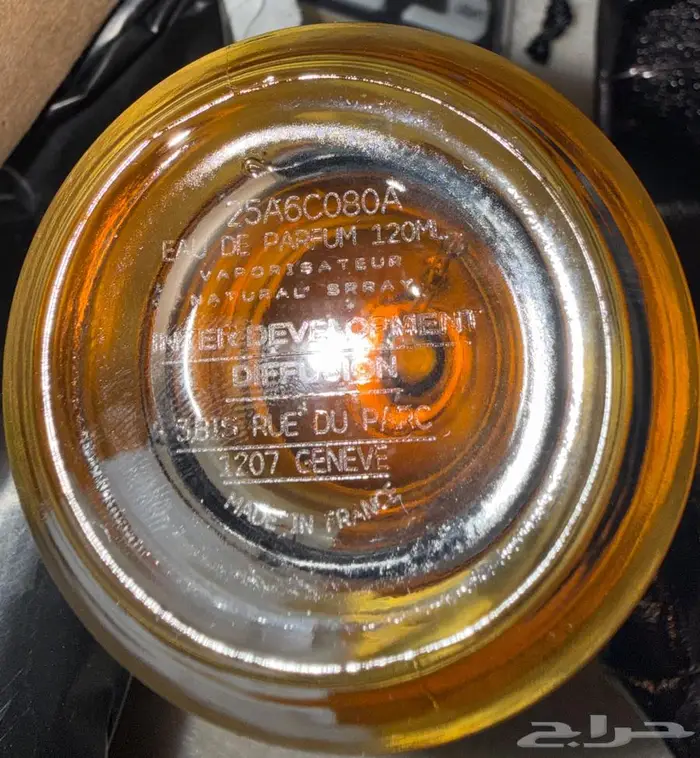 25A6C080A
EAU DE PARFUM 120ML
VAPORISATEUR
NATURAL SPRAY
INTER DEVELOPMENT
DIFFUSION
3BIS RUE DU PARC
1207 GENEVE
MADE IN FRANCE
حراج